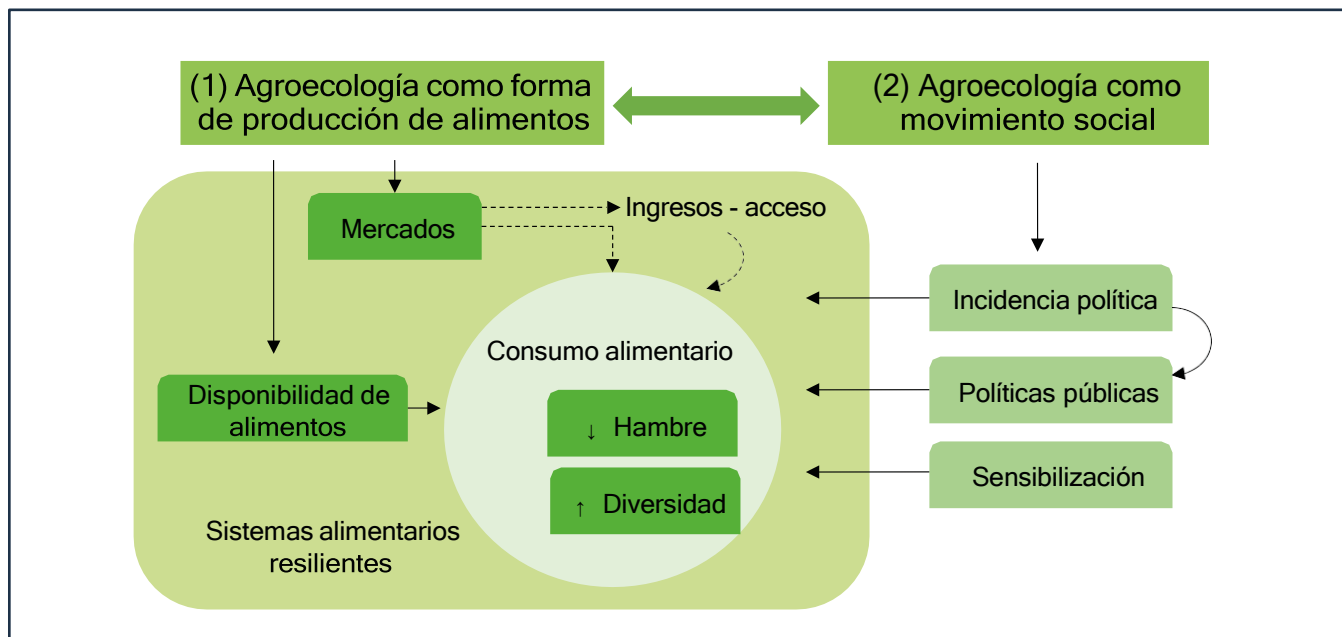 (1) Agroecología como forma
de producción de alimentos
(2) Agroecología como
movimiento social
Mercados
Ingresos - acceso
Incidencia política
Consumo alimentario
Disponibilidad de
alimentos
↓ Hambre
Políticas públicas
↑ Diversidad
Sensibilización
Sistemas alimentarios
resilientes